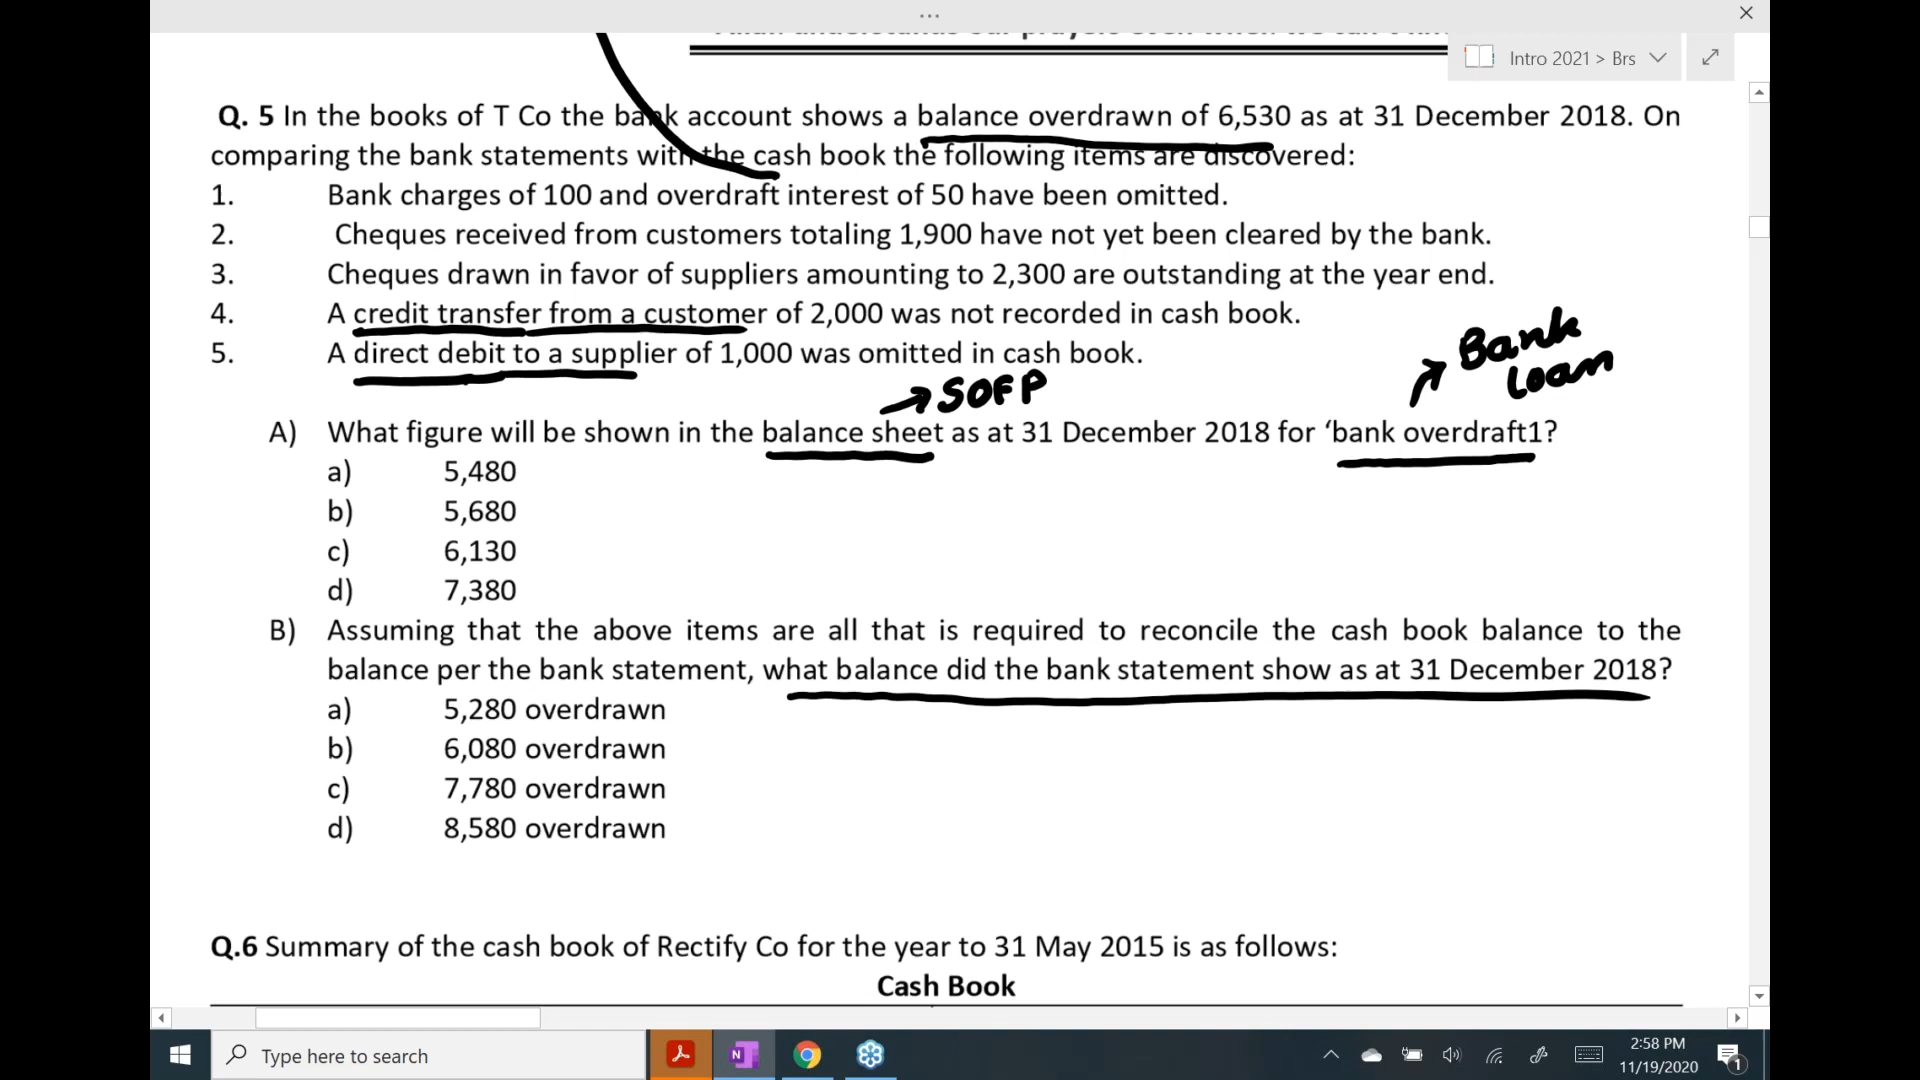 Intro 2021 > Brs
Q. 5 In the books of T Co the bank account shows a balance overdrawn of 6,530 as at 31 December 2018. On
comparing the bank statements with the cash book the following items are discovered:
1. Bank charges of 100 and overdraft interest of 50 have been omitted.
2. Cheques received from customers totaling 1,900 have not yet been cleared by the bank.
3. Cheques drawn in favor of suppliers amounting to 2,300 are outstanding at the year end.
4. A credit transfer from a customer of 2,000 was not recorded in cash book.
5. A direct debit to a supplier of 1,000 was omitted in cash book.
Bank
loan
SOFP
A) What figure will be shown in the balance sheet as at 31 December 2018 for ‘bank overdraft1?
a) 5,480
b) 5,680
c) 6,130
d) 7,380
B) Assuming that the above items are all that is required to reconcile the cash book balance to the
balance per the bank statement, what balance did the bank statement show as at 31 December 2018?
a) 5,280 overdrawn
b) 6,080 overdrawn
c) 7,780 overdrawn
d) 8,580 overdrawn
Q.6 Summary of the cash book of Rectify Co for the year to 31 May 2015 is as follows:
Cash Book
Type here to search
2:58 PM
11/19/2020
1